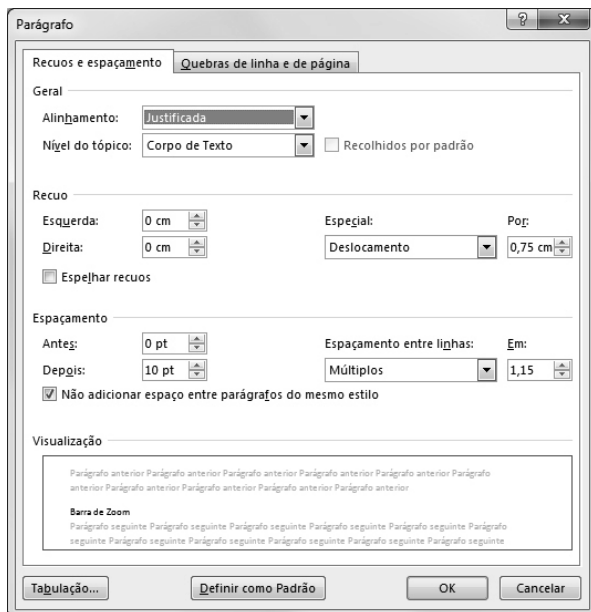 Parágrafo
Recuos e espaçamento Quebras de linha e de página
Geral
Alinhamento: Justificada
Nível do tópico: Corpo de Texto Recolhidos por padrão
Recuo
Esquerda: 0 cm Especial: Por:
Direita: 0 cm Deslocamento 0,75 cm
Espelhar recuos
Espaçamento
Antes: 0 pt Espaçamento entre linhas: Em:
Depois: 10 pt Múltiplos 1,15
Não adicionar espaço entre parágrafos do mesmo estilo
Visualização
Parágrafo anterior Parágrafo anterior Parágrafo anterior Parágrafo anterior Parágrafo anterior Parágrafo
anterior Parágrafo anterior Parágrafo anterior Parágrafo anterior Parágrafo anterior
Barra de Zoom
Parágrafo seguinte Parágrafo seguinte Parágrafo seguinte Parágrafo seguinte Parágrafo seguinte Parágrafo
seguinte Parágrafo seguinte Parágrafo seguinte Parágrafo seguinte Parágrafo seguinte Parágrafo seguinte
Tabulação... Definir como Padrão OK Cancelar